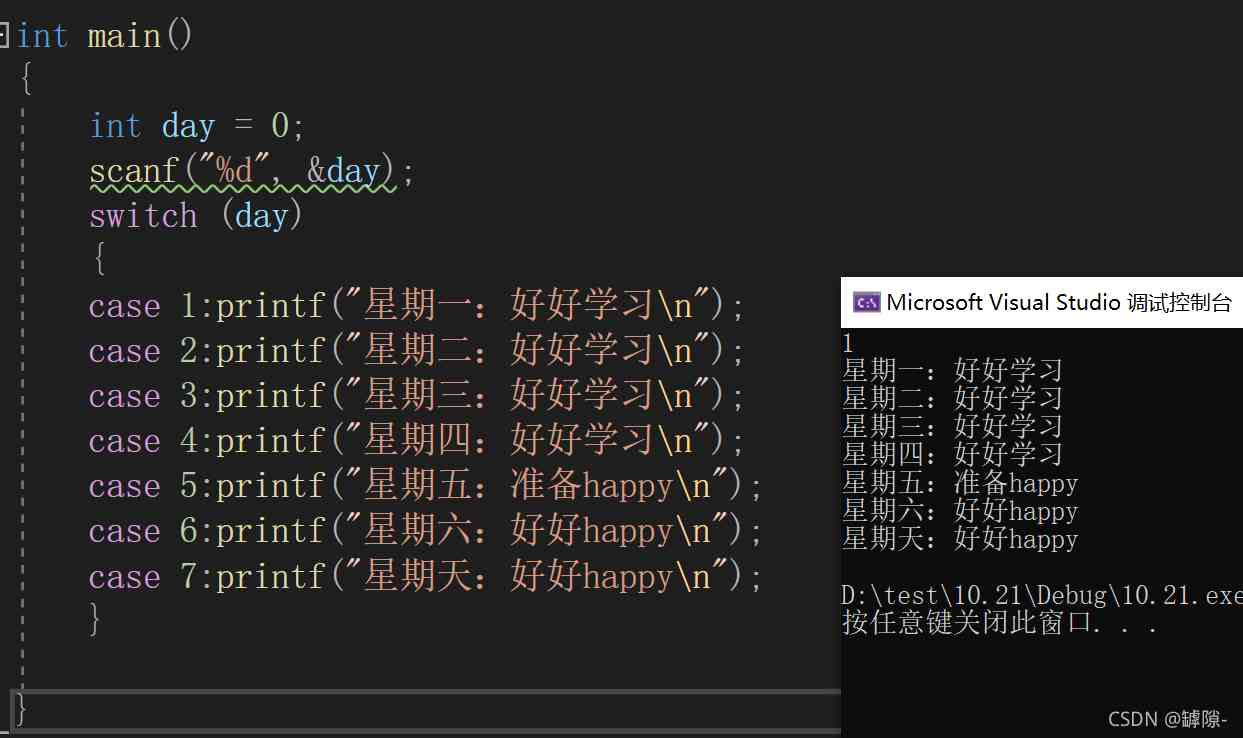 int main()
{
int day = 0;
scanf("%d", &day);
switch (day)
{
case 1:printf("星期一：好好学习\n");
case 2:printf("星期二：好好学习\n");
case 3:printf("星期三：好好学习\n");
case 4:printf("星期四：好好学习\n");
case 5:printf("星期五：准备happy\n");
case 6:printf("星期六：好好happy\n");
case 7:printf("星期天：好好happy\n");
}
}
Microsoft Visual Studio 调试控制台
1
星期一：好好学习
星期二：好好学习
星期三：好好学习
星期四：好好学习
星期五：准备happy
星期六：好好happy
星期天：好好happy
D:\test\10.21\Debug\10.21.exe
按任意键关闭此窗口. . .
CSDN @罅隙-